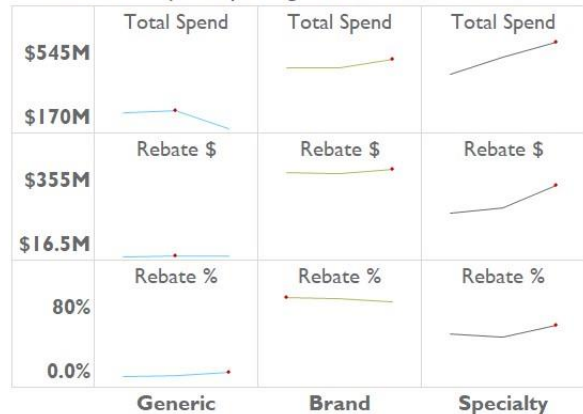 Total Spend Total Spend Total Spend
$545M
$170M
Rebate $ Rebate $ Rebate $
$355M
$16.5M
Rebate % Rebate % Rebate %
80%
0.0%
Generic Brand Specialty